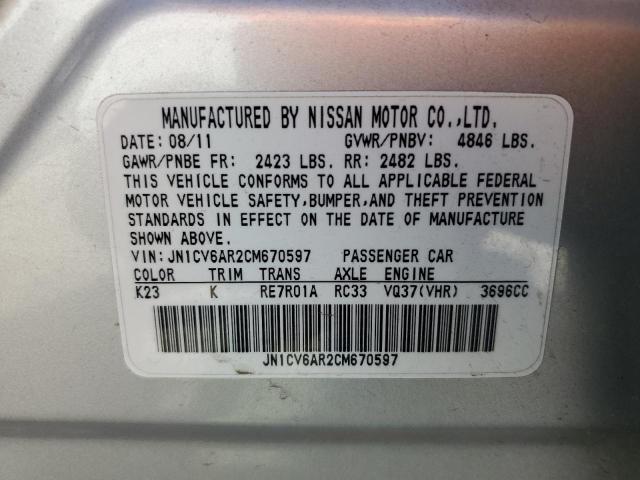 MANUFACTURED BY NISSAN MOTOR CO.,LTD.
DATE: 08/11 GVWR/PNBV: 4846 LBS.
GAWR/PNBE FR: 2423 LBS. RR: 2482 LBS.
THIS VEHICLE CONFORMS TO ALL APPLICABLE FEDERAL
MOTOR VEHICLE SAFETY,BUMPER,AND THEFT PREVENTION
STANDARDS IN EFFECT ON THE DATE OF MANUFACTURE
SHOWN ABOVE.
VIN:JN1CV6AR2CM670597 PASSENGER CAR
COLOR TRIM TRANS AXLE ENGINE
K23 K RE7R01A RC33 VQ37(VHR) 3696CC
JN1CV6AR2CM670597